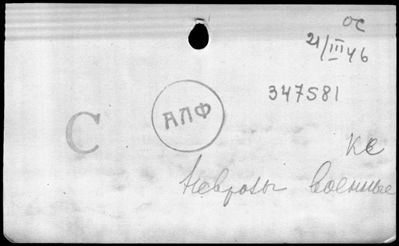 ОС
21/III 46
347581
С
АЛФ
КС
Неврозы военные